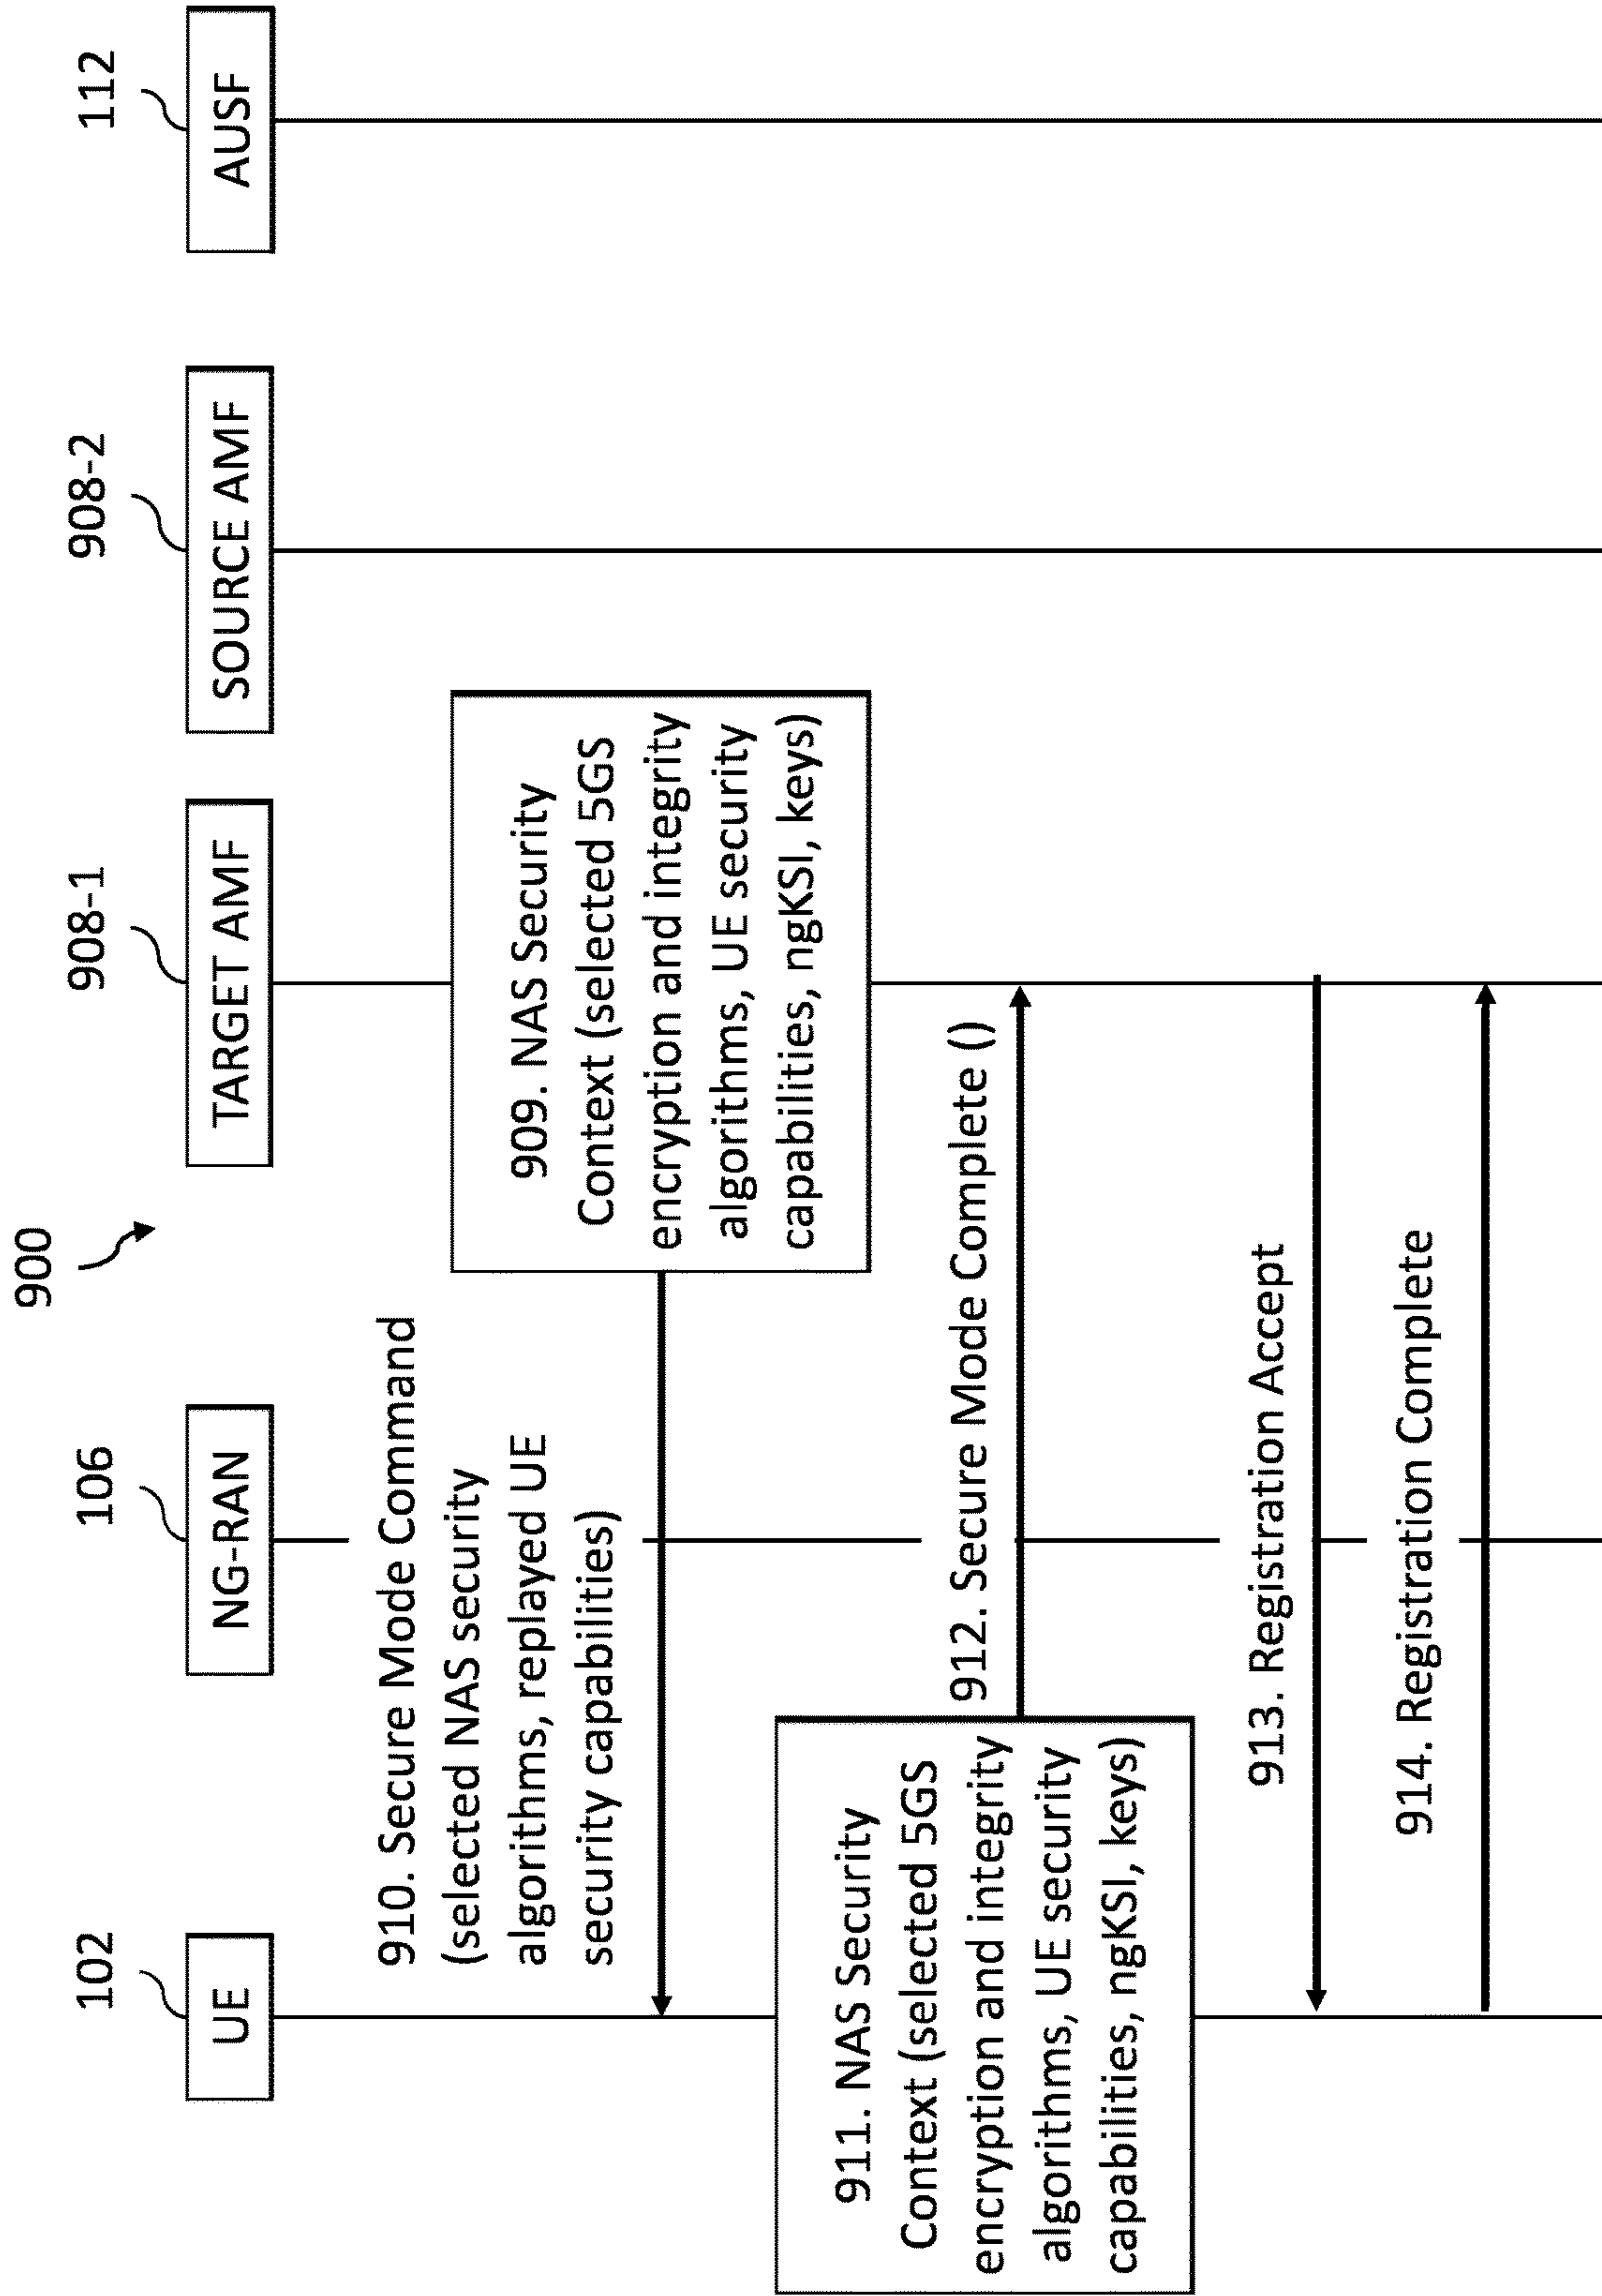 900
102
106
908-1
908-2
112
UE
NG-RAN
TARGET AMF
SOURCE AMF
AUSF
909. NAS Security
Context (selected 5GS
encryption and integrity
algorithms, UE security
capabilities, ngKSI, keys)
910. Secure Mode Command
(selected NAS security
algorithms, replayed UE
security capabilities)
911. NAS Security
Context (selected 5GS
encryption and integrity
algorithms, UE security
capabilities, ngKSI, keys)
912. Secure Mode Complete ()
913. Registration Accept
914. Registration Complete